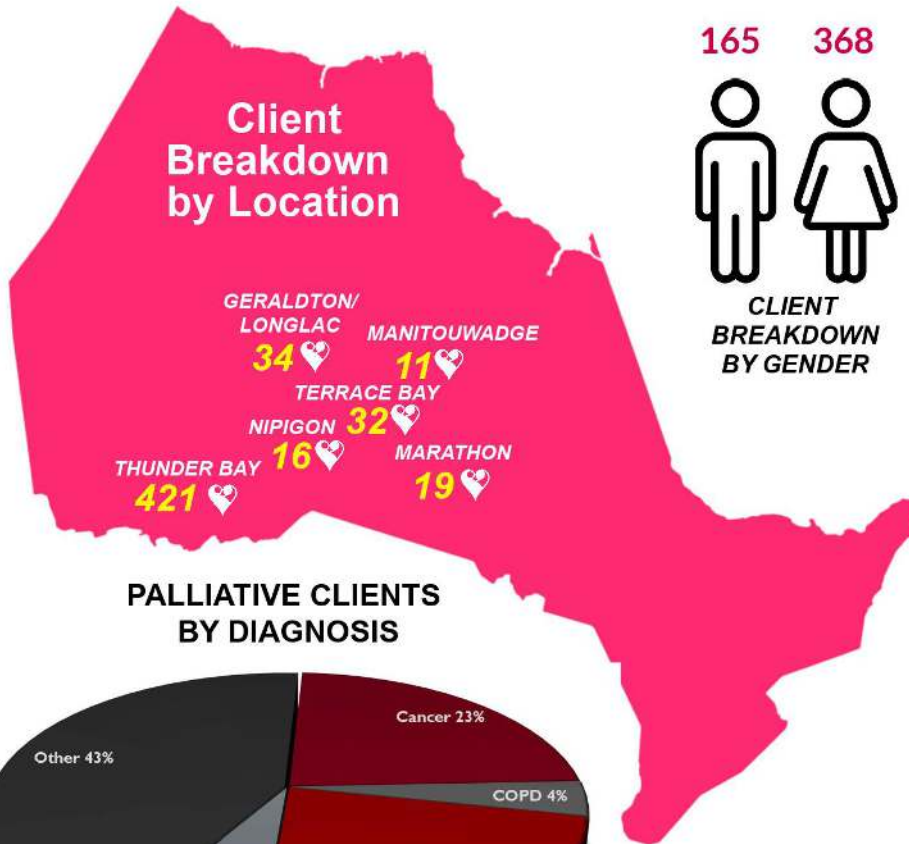 165 368
Client
Breakdown
by Location
CLIENT
BREAKDOWN
BY GENDER
GERALDTON/
LONGLAC
34
MANITOUWADGE
11
TERRACE BAY
32
NIPIGON
16
MARATHON
19
THUNDER BAY
421
PALLIATIVE CLIENTS
BY DIAGNOSIS
Cancer 23%
Other 43%
COPD 4%